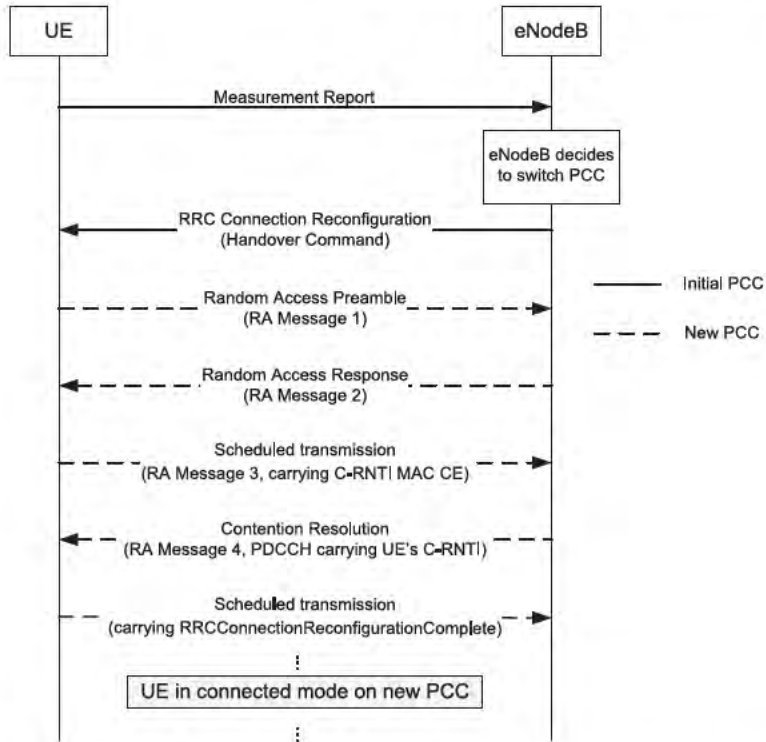 UE
eNodeB
Measurement Report
eNodeB decides
to switch PCC
RRC Connection Reconfiguration
(Handover Command)
Initial PCC
Random Access Preamble
(RA Message 1)
New PCC
Random Access Response
(RA Message 2)
Scheduled transmission
(RA Message 3, carrying C-RNTI MAC CE)
Contention Resolution
(RA Message 4, PDCCH carrying UE's C-RNTI)
Scheduled transmission
(carrying RRCConnectionReconfigurationComplete)
UE in connected mode on new PCC